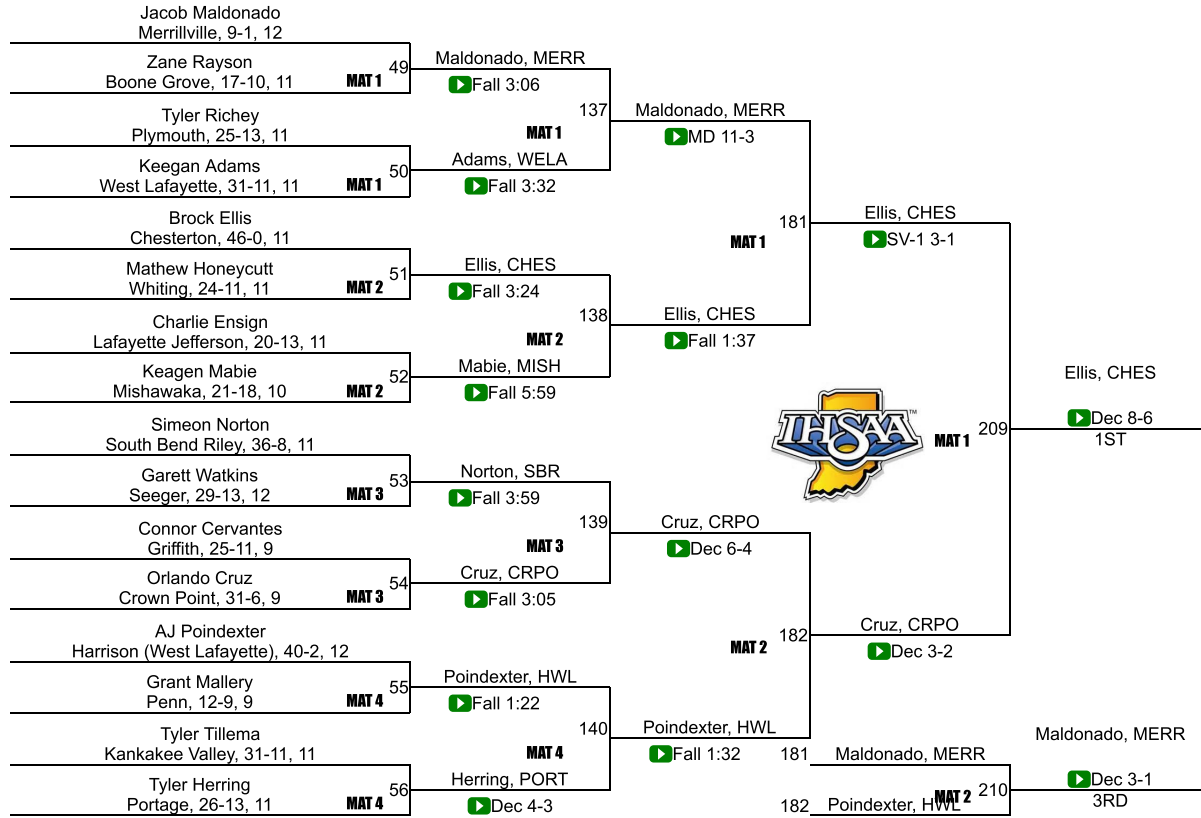 Jacob Maldonado
Merrillville, 9-1, 12
Zane Rayson
Boone Grove, 17-10, 11
MAT 1
49
Maldonado, MERR
Fall 3:06
Tyler Richey
Plymouth, 25-13, 11
Keegan Adams
West Lafayette, 31-11, 11
MAT 1
50
Adams, WELA
Fall 3:32
137
MAT 1
Maldonado, MERR
MD 11-3
Brock Ellis
Chesterton, 46-0, 11
Mathew Honeycutt
Whiting, 24-11, 11
MAT 2
51
Ellis, CHES
Fall 3:24
Charlie Ensign
Lafayette Jefferson, 20-13, 11
Keagen Mabie
Mishawaka, 21-18, 10
MAT 2
52
Mabie, MISH
Fall 5:59
138
MAT 2
Ellis, CHES
Fall 1:37
181
MAT 1
Ellis, CHES
SV-1 3-1
Simeon Norton
South Bend Riley, 36-8, 11
Garett Watkins
Seeger, 29-13, 12
MAT 3
53
Norton, SBR
Fall 3:59
Connor Cervantes
Griffith, 25-11, 9
Orlando Cruz
Crown Point, 31-6, 9
MAT 3
54
Cruz, CRPO
Fall 3:05
139
MAT 3
Cruz, CRPO
Dec 6-4
AJ Poindexter
Harrison (West Lafayette), 40-2, 12
Grant Mallery
Penn, 12-9, 9
MAT 4
55
Poindexter, HWL
Fall 1:22
Tyler Tillema
Kankakee Valley, 31-11, 11
Tyler Herring
Portage, 26-13, 11
MAT 4
56
Herring, PORT
Dec 4-3
140
MAT 4
Poindexter, HWL
Fall 1:32
182
MAT 2
Cruz, CRPO
Dec 3-2
IHSAA™
MAT 1
209
Ellis, CHES
Dec 8-6
1ST
181
Maldonado, MERR
182
Poindexter, HWL
MAT 2
210
Maldonado, MERR
Dec 3-1
3RD